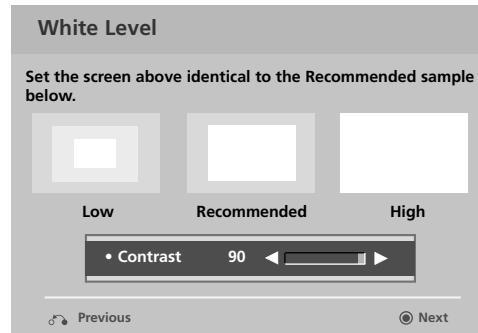 White Level
Set the screen above identical to the Recommended sample
below.
Low Recommended High
• Contrast 90
Previous Next